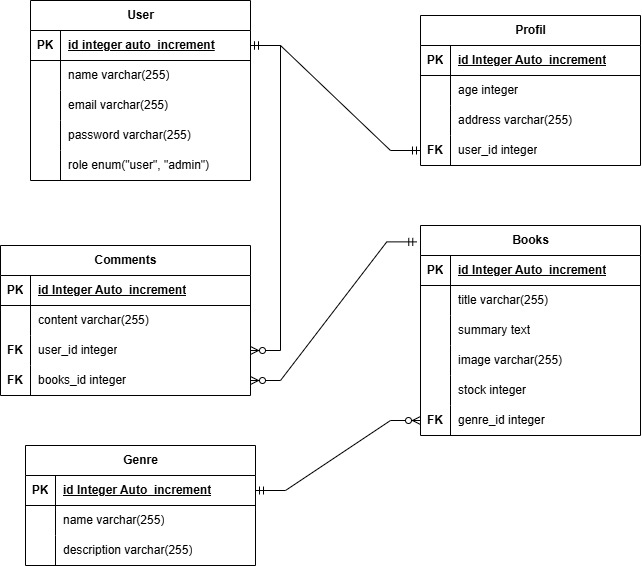 User
PK id integer auto_increment
name varchar(255)
email varchar(255)
password varchar(255)
role enum("user", "admin")
Profil
PK id Integer Auto_increment
age integer
address varchar(255)
FK user_id integer
Comments
PK id Integer Auto_increment
content varchar(255)
FK user_id integer
FK books_id integer
Books
PK id Integer Auto_increment
title varchar(255)
summary text
image varchar(255)
stock integer
FK genre_id integer
Genre
PK id Integer Auto_increment
name varchar(255)
description varchar(255)